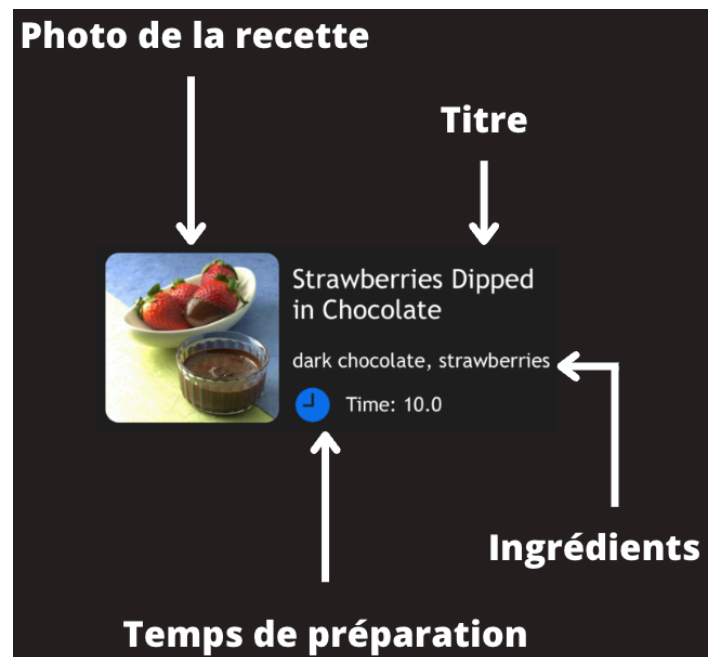 Photo de la recette
Titre
Strawberries Dipped
in Chocolate
dark chocolate, strawberries
Time: 10.0
Ingrédients
Temps de préparation